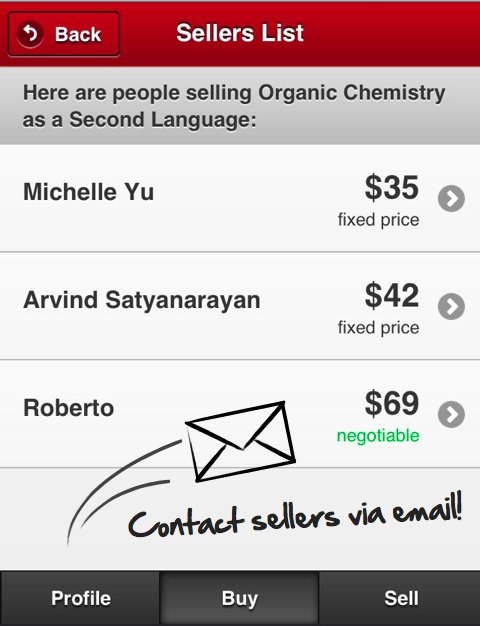 Back
Sellers List
Here are people selling Organic Chemistry
as a Second Language:
Michelle Yu
$35
fixed price
Arvind Satyanarayan
$42
fixed price
Roberto
$69
negotiable
Contact sellers via email!
Profile
Buy
Sell